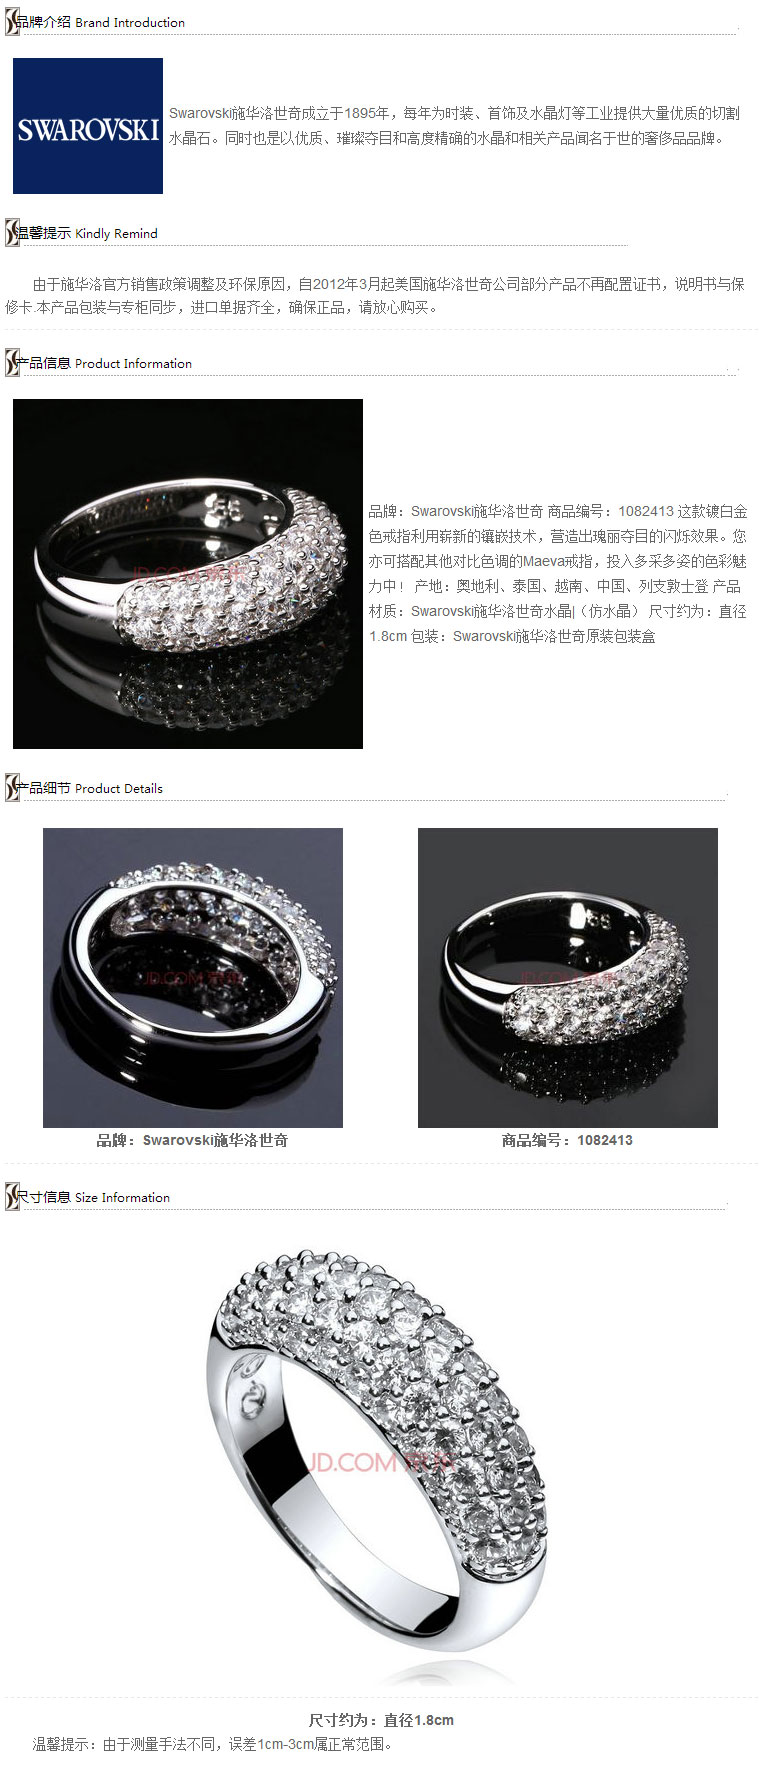 品牌介绍 Brand Introduction
SWAROVSKI
Swarovski施华洛世奇成立于1895年，每年为时装、首饰及水晶灯等工业提供大量优质的切割
水晶石。同时也是以优质、璀璨夺目和高度精确的水晶和相关产品闻名于世的奢侈品品牌。
温馨提示 Kindly Remind
由于施华洛官方销售政策调整及环保原因，自2012年3月起美国施华洛世奇公司部分产品不再配置证书，说明书与保
修卡.本产品包装与专柜同步，进口单据齐全，确保正品，请放心购买。
产品信息 Product Information
JD.COM 京东
品牌：Swarovski施华洛世奇 商品编号：1082413 这款镀白金
色戒指利用崭新的镶嵌技术，营造出瑰丽夺目的闪烁效果。您
亦可搭配其他对比色调的Maeva戒指，投入多采多姿的色彩魅
力中！ 产地：奥地利、泰国、越南、中国、列支敦士登 产品
材质：Swarovski施华洛世奇水晶|（仿水晶） 尺寸约为：直径
1.8cm 包装：Swarovski施华洛世奇原装包装盒
产品细节 Product Details
JD.COM 京东
JD.COM 京东
品牌：Swarovski施华洛世奇
商品编号：1082413
尺寸信息 Size Information
JD.COM 京东
尺寸约为：直径1.8cm
温馨提示：由于测量手法不同，误差1cm-3cm属正常范围。